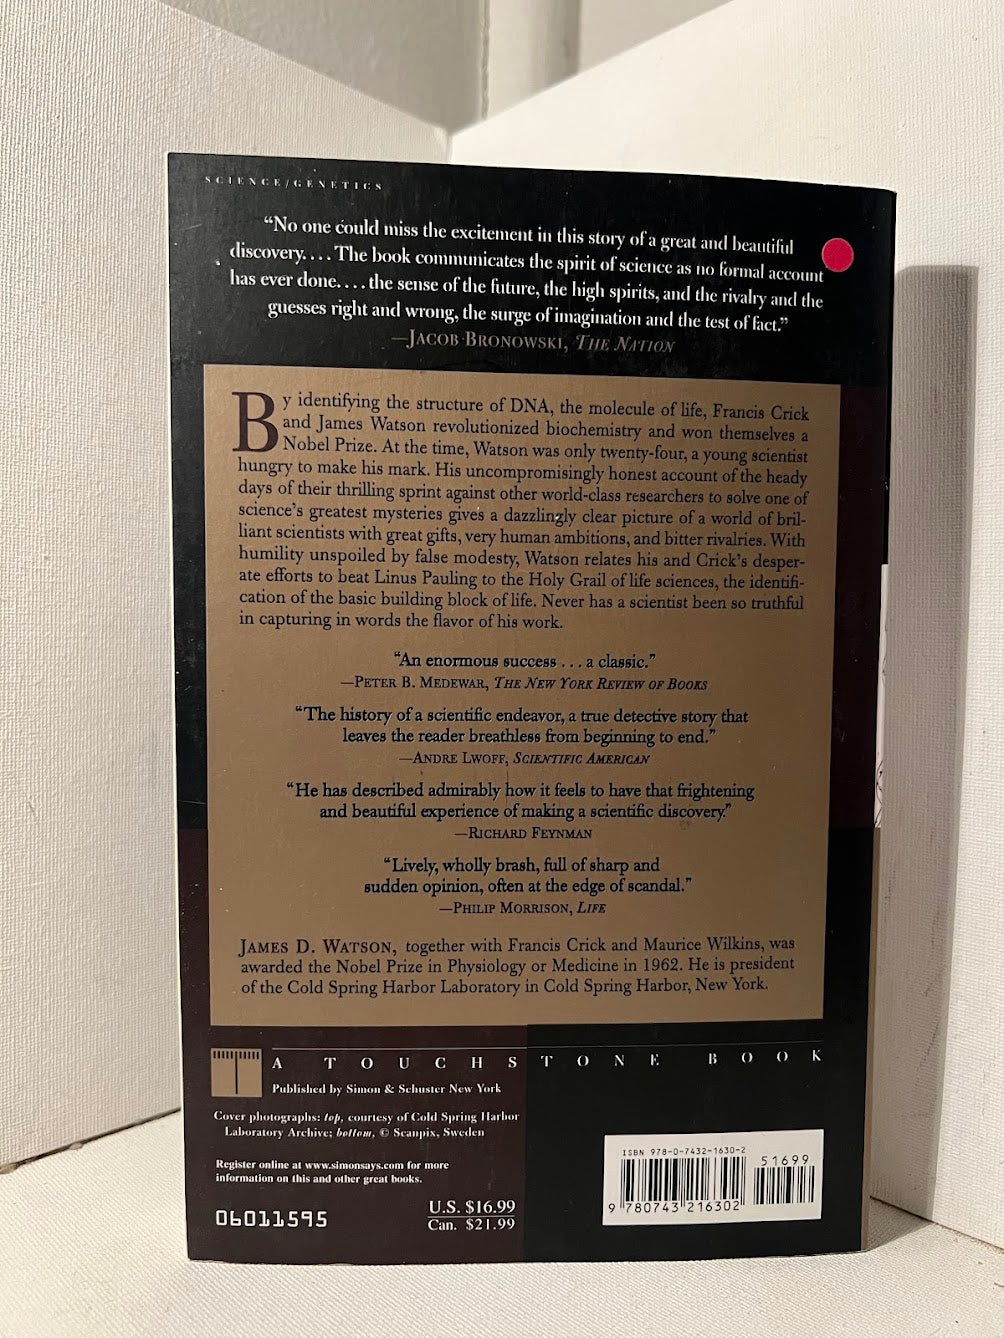 SCIENCE/GENETICS
“No one could miss the excitement in this story of a great and beautiful
discovery. . . . The book communicates the spirit of science as no formal account
has ever done. . . . the sense of the future, the high spirits, and the rivalry and the
guesses right and wrong, the surge of imagination and the test of fact.”
—JACOB BRONOWSKI, THE NATION
By identifying the structure of DNA, the molecule of life, Francis Crick
and James Watson revolutionized biochemistry and won themselves a
Nobel Prize. At the time, Watson was only twenty-four, a young scientist
hungry to make his mark. His uncompromisingly honest account of the heady
days of their thrilling sprint against other world-class researchers to solve one of
science’s greatest mysteries gives a dazzlingly clear picture of a world of bril-
liant scientists with great gifts, very human ambitions, and bitter rivalries. With
humility unspoiled by false modesty, Watson relates his and Crick’s desper-
ate efforts to beat Linus Pauling to the Holy Grail of life sciences, the identifi-
cation of the basic building block of life. Never has a scientist been so truthful
in capturing in words the flavor of his work.
“An enormous success . . . a classic.”
—PETER B. MEDEWAR, THE NEW YORK REVIEW OF BOOKS
“The history of a scientific endeavor, a true detective story that
leaves the reader breathless from beginning to end.”
—ANDRE LWOFF, SCIENTIFIC AMERICAN
“He has described admirably how it feels to have that frightening
and beautiful experience of making a scientific discovery.”
—RICHARD FEYNMAN
“Lively, wholly brash, full of sharp and
sudden opinion, often at the edge of scandal.”
—PHILIP MORRISON, LIFE
JAMES D. WATSON, together with Francis Crick and Maurice Wilkins, was
awarded the Nobel Prize in Physiology or Medicine in 1962. He is president
of the Cold Spring Harbor Laboratory in Cold Spring Harbor, New York.
A TOUCHSTONE BOOK
Published by Simon & Schuster New York
Cover photographs: top, courtesy of Cold Spring Harbor
Laboratory Archive; bottom, © Scanpix, Sweden
Register online at www.simonsays.com for more
information on this and other great books.
06011595
U.S. $16.99
Can. $21.99
ISBN 978-0-7432-1630-2
51699
9 780743 216302